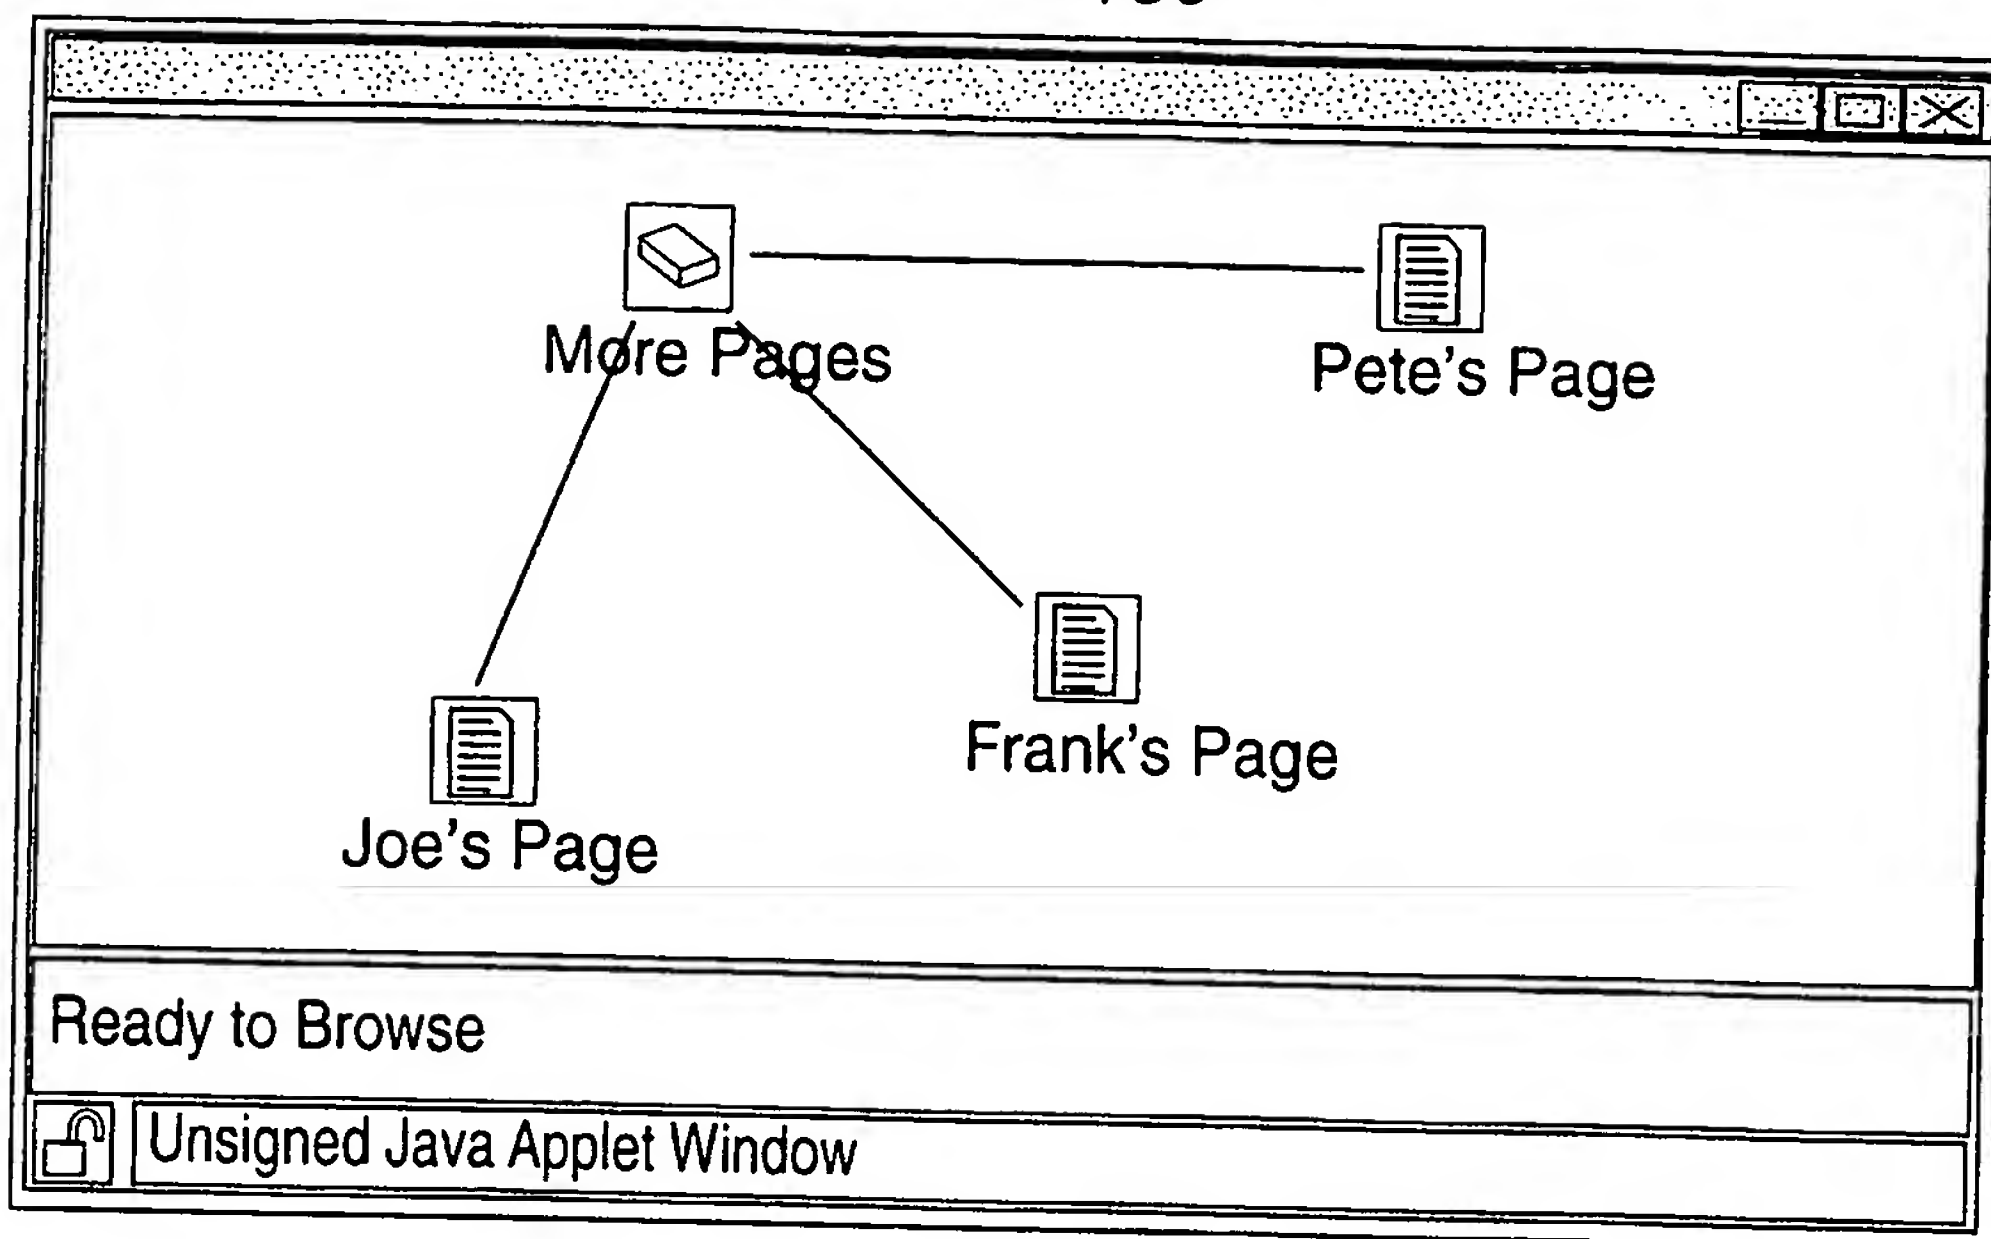 More Pages
Pete's Page
Frank's Page
Joe's Page
Ready to Browse
Unsigned Java Applet Window